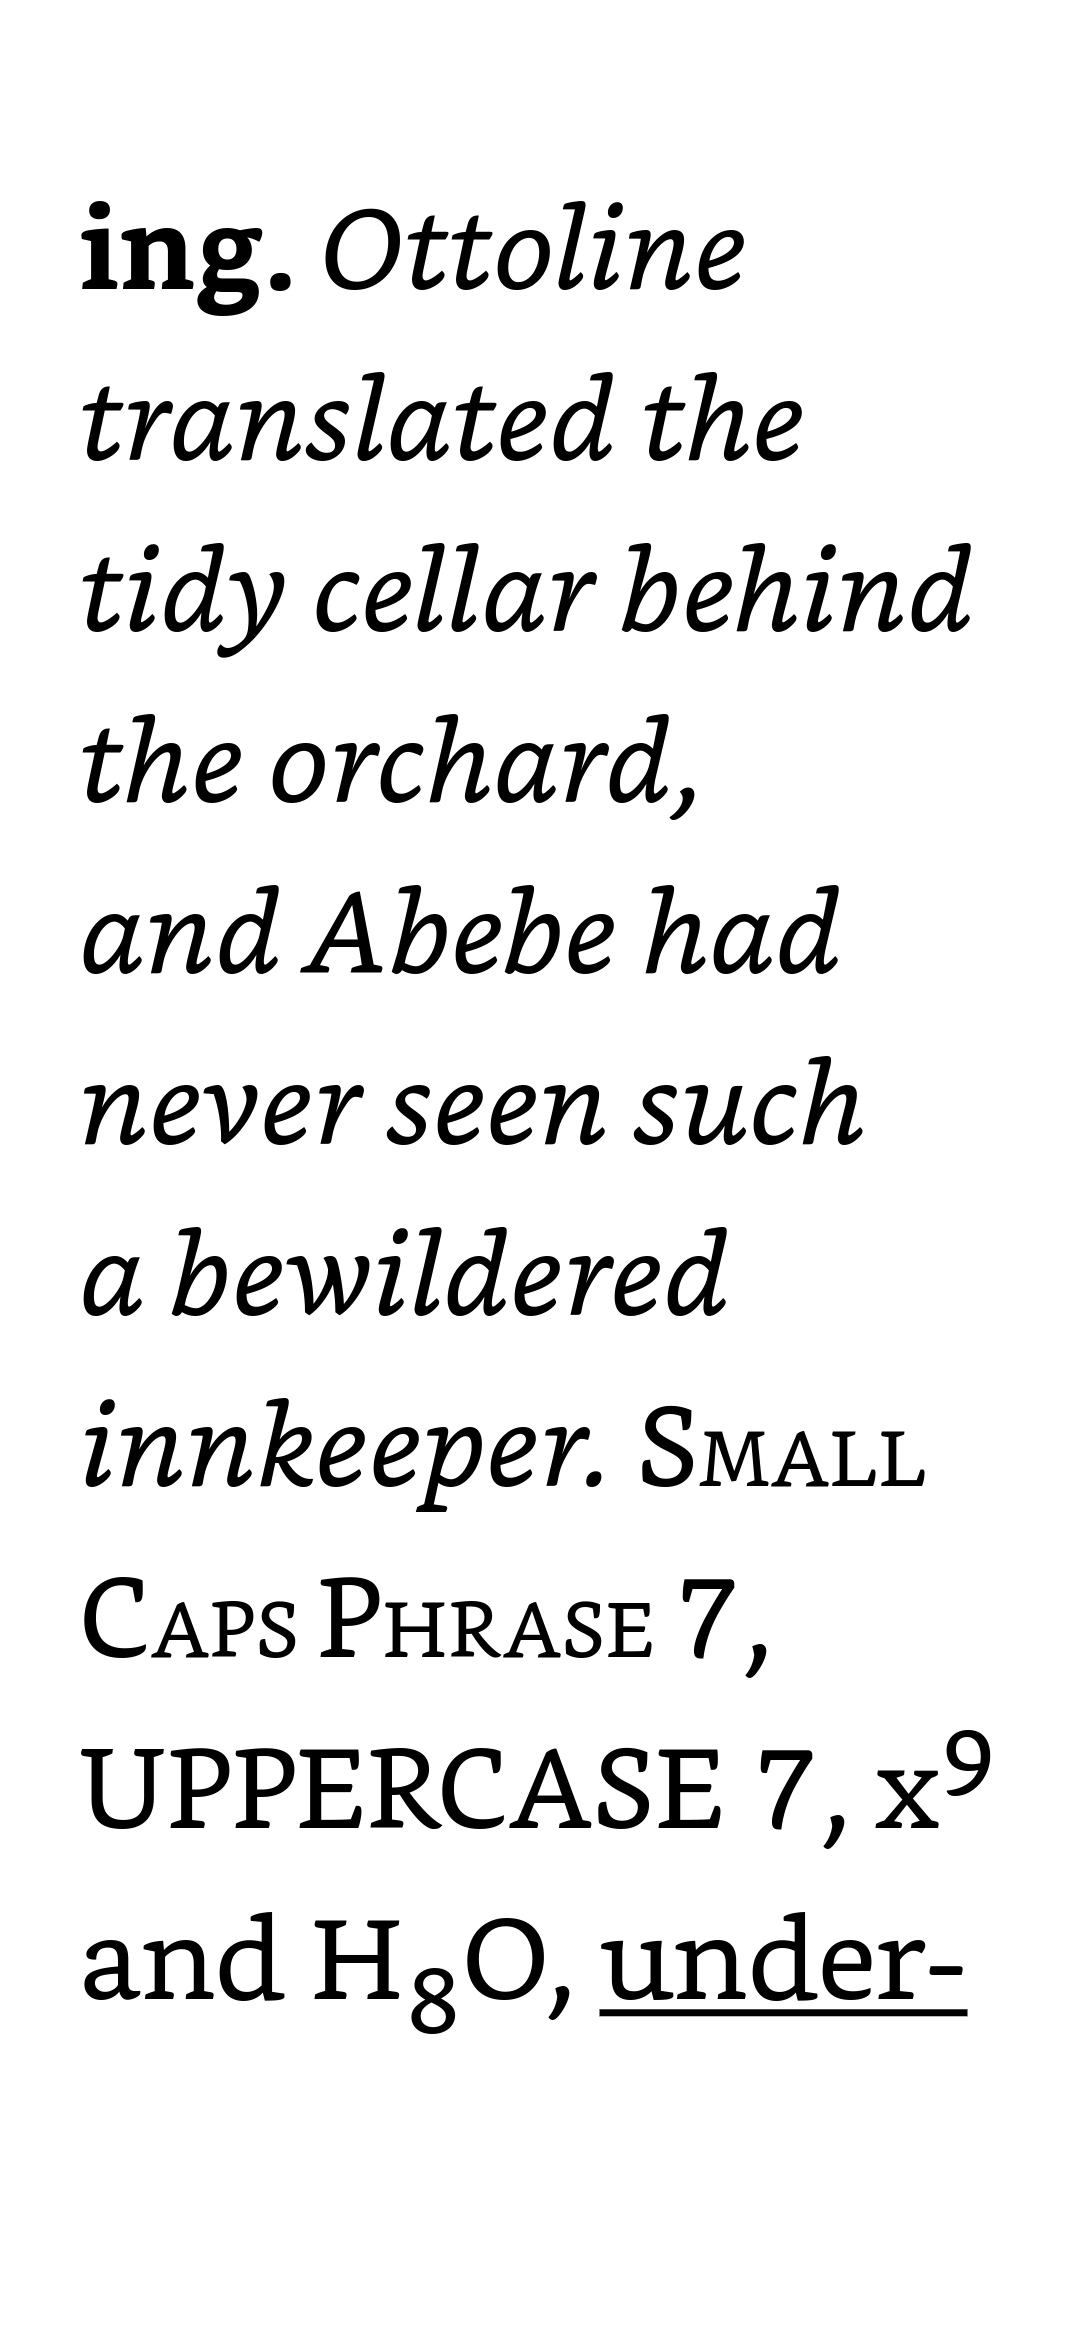 ing. Ottoline
translated the
tidy cellar behind
the orchard,
and Abebe had
never seen such
a bewildered
innkeeper. Small
Caps Phrase 7,
UPPERCASE 7, x⁹
and H₈O, under-